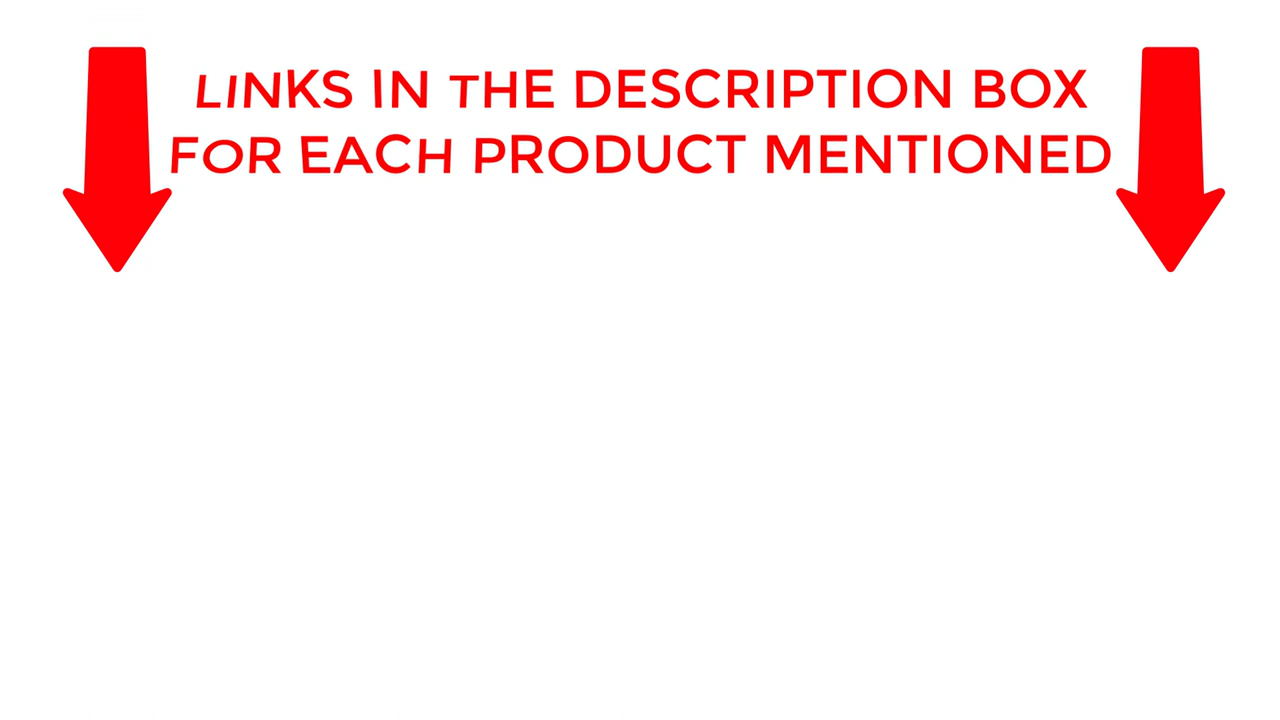 LINKS IN THE DESCRIPTION BOX
FOR EACH PRODUCT MENTIONED